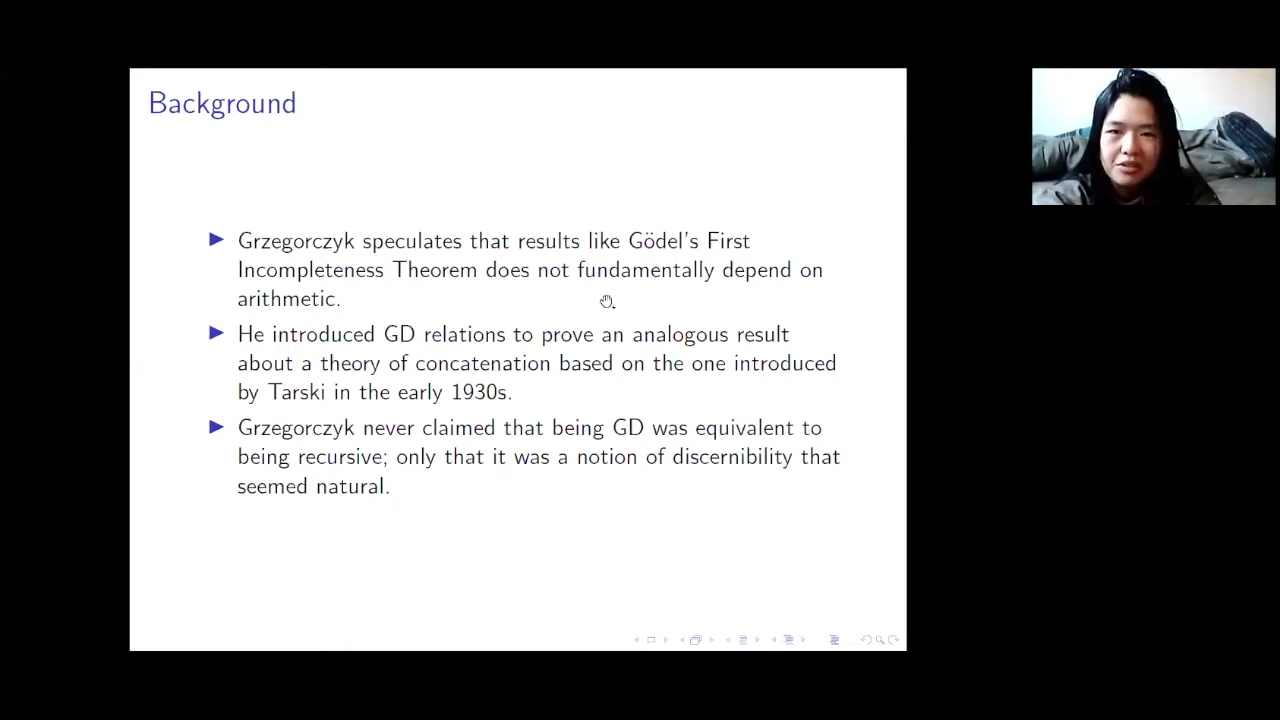 Background
Grzegorczyk speculates that results like Gödel's First
Incompleteness Theorem does not fundamentally depend on
arithmetic.
He introduced GD relations to prove an analogous result
about a theory of concatenation based on the one introduced
by Tarski in the early 1930s.
Grzegorczyk never claimed that being GD was equivalent to
being recursive; only that it was a notion of discernibility that
seemed natural.